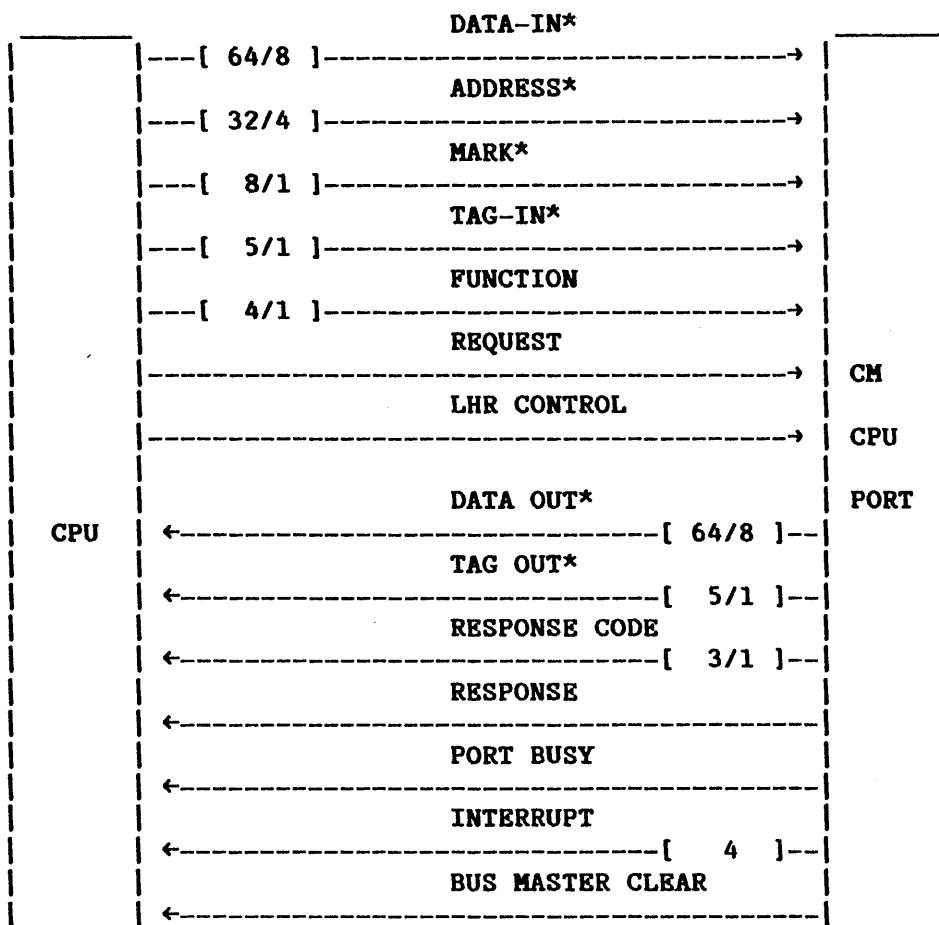 DATA-IN*
---[ 64/8 ]---→
ADDRESS*
---[ 32/4 ]---→
MARK*
---[ 8/1 ]---→
TAG-IN*
---[ 5/1 ]---→
FUNCTION
---[ 4/1 ]---→
REQUEST
---→ CM
LHR CONTROL
---→ CPU
DATA OUT* PORT
CPU ←---[ 64/8 ]--
TAG OUT*
←---[ 5/1 ]--
RESPONSE CODE
←---[ 3/1 ]--
RESPONSE
←---
PORT BUSY
←---
INTERRUPT
←---[ 4 ]--
BUS MASTER CLEAR
←---